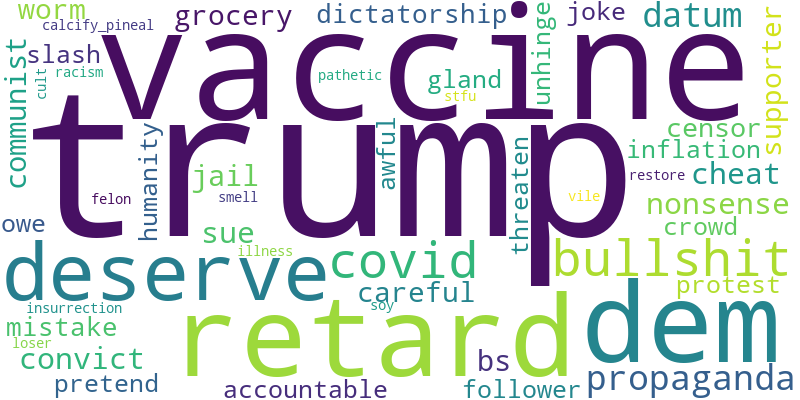 worm
calcify_pineal
grocery
dictatorship
joke
datum
slash
racism
cult
communist
vaccine
pathetic
gland
stfu
unhinge
supporter
trump
humanity
jail
felon
smell
awful
threaten
censor
inflation
restore
cheat
vile
nonsense
owe
sue
crowd
illness
deserve
covid
bullshit
careful
protest
insurrection
soy
mistake
loser
retard
dem
convict
bs
pretend
accountable
follower
propaganda